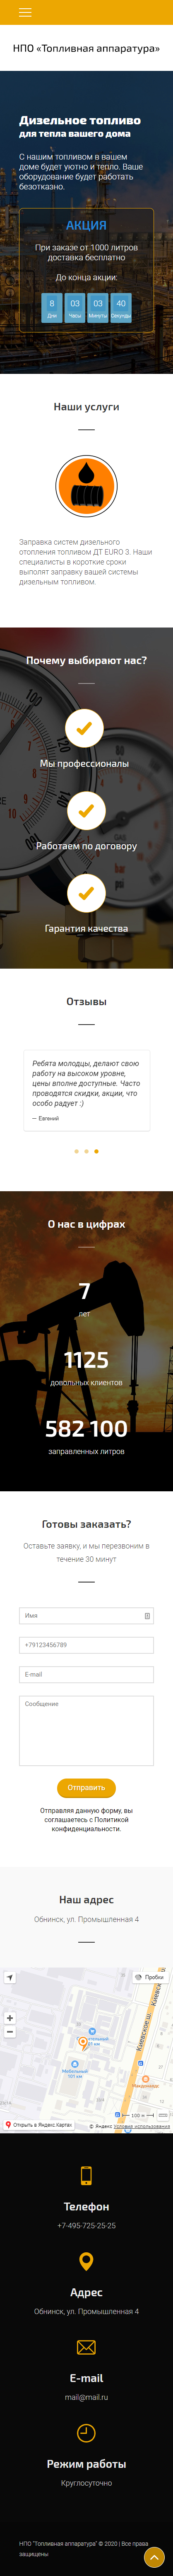 НПО «Топливная аппаратура»
Дизельное топливо
для тепла вашего дома
С нашим топливом в вашем
доме будет уютно и тепло. Ваше
оборудование будет работать
безотказно.
АКЦИЯ
При заказе от 1000 литров
доставка бесплатно
До конца акции:
8 03 03 40
Дни Часы Минуты Секунды
Наши услуги
Заправка систем дизельного
отопления топливом ДТ EURO 3. Наши
специалисты в короткие сроки
выполят заправку вашей системы
дизельным топливом.
Почему выбирают нас?
Мы профессионалы
Работаем по договору
Гарантия качества
Отзывы
Ребята молодцы, делают свою
работу на высоком уровне,
цены вполне доступные. Часто
проводятся скидки, акции, что
особо радует :)
— Евгений
О нас в цифрах
7
лет
1125
довольных клиентов
582 100
заправленных литров
Готовы заказать?
Оставьте заявку, и мы перезвоним в
течение 30 минут
Имя
+79123456789
E-mail
Сообщение
Отправить
Отправляя данную форму, вы
соглашаетесь с Политикой
конфиденциальности.
Наш адрес
Обнинск, ул. Промышленная 4
Пробки
Киевское ш.
Мебельный
101 км
Макдоналдс
100 м
Открыть в Яндекс.Картах
© Яндекс Условия использования
Телефон
+7-495-725-25-25
Адрес
Обнинск, ул. Промышленная 4
E-mail
mail@mail.ru
Режим работы
Круглосуточно
НПО "Топливная аппаратура" © 2020 | Все права
защищены